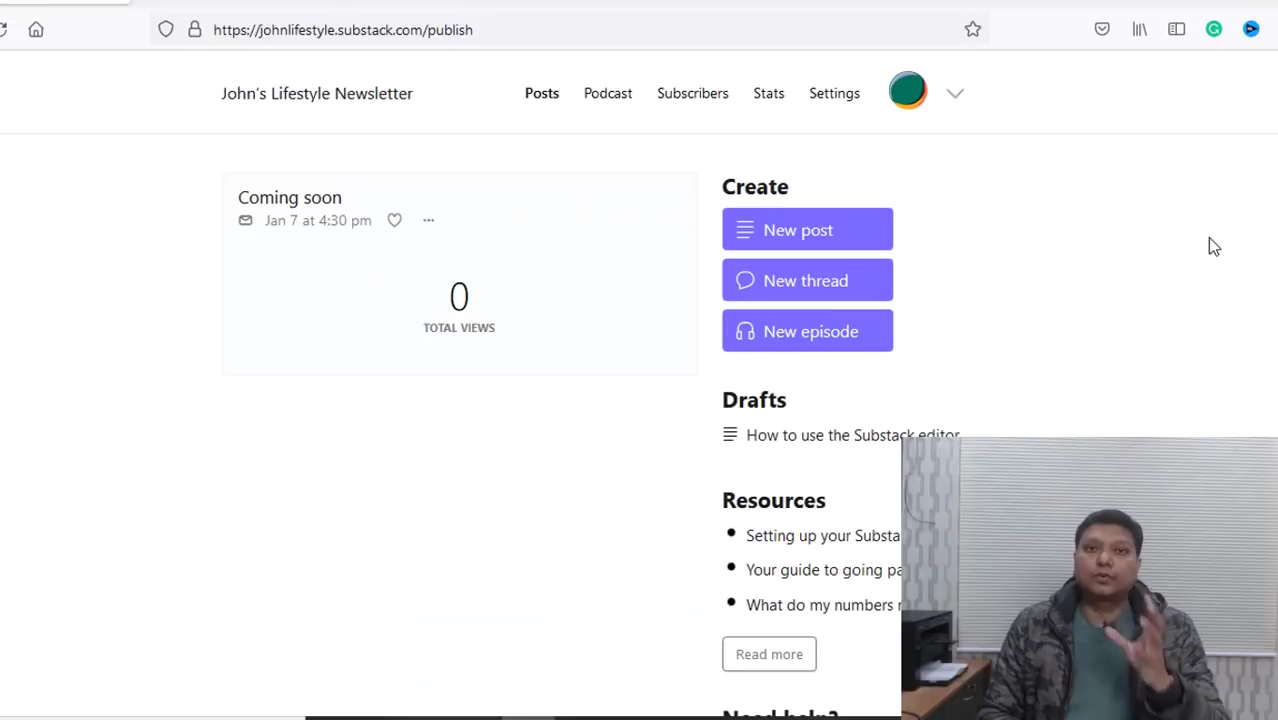 https://johnlifestyle.substack.com/publish
John's Lifestyle Newsletter
Posts
Podcast
Subscribers
Stats
Settings
Coming soon
Jan 7 at 4:30 pm
0
TOTAL VIEWS
Create
New post
New thread
New episode
Drafts
How to use the Substack editor
Resources
Setting up your Substa
Your guide to going pa
What do my numbers
Read more
Need help?